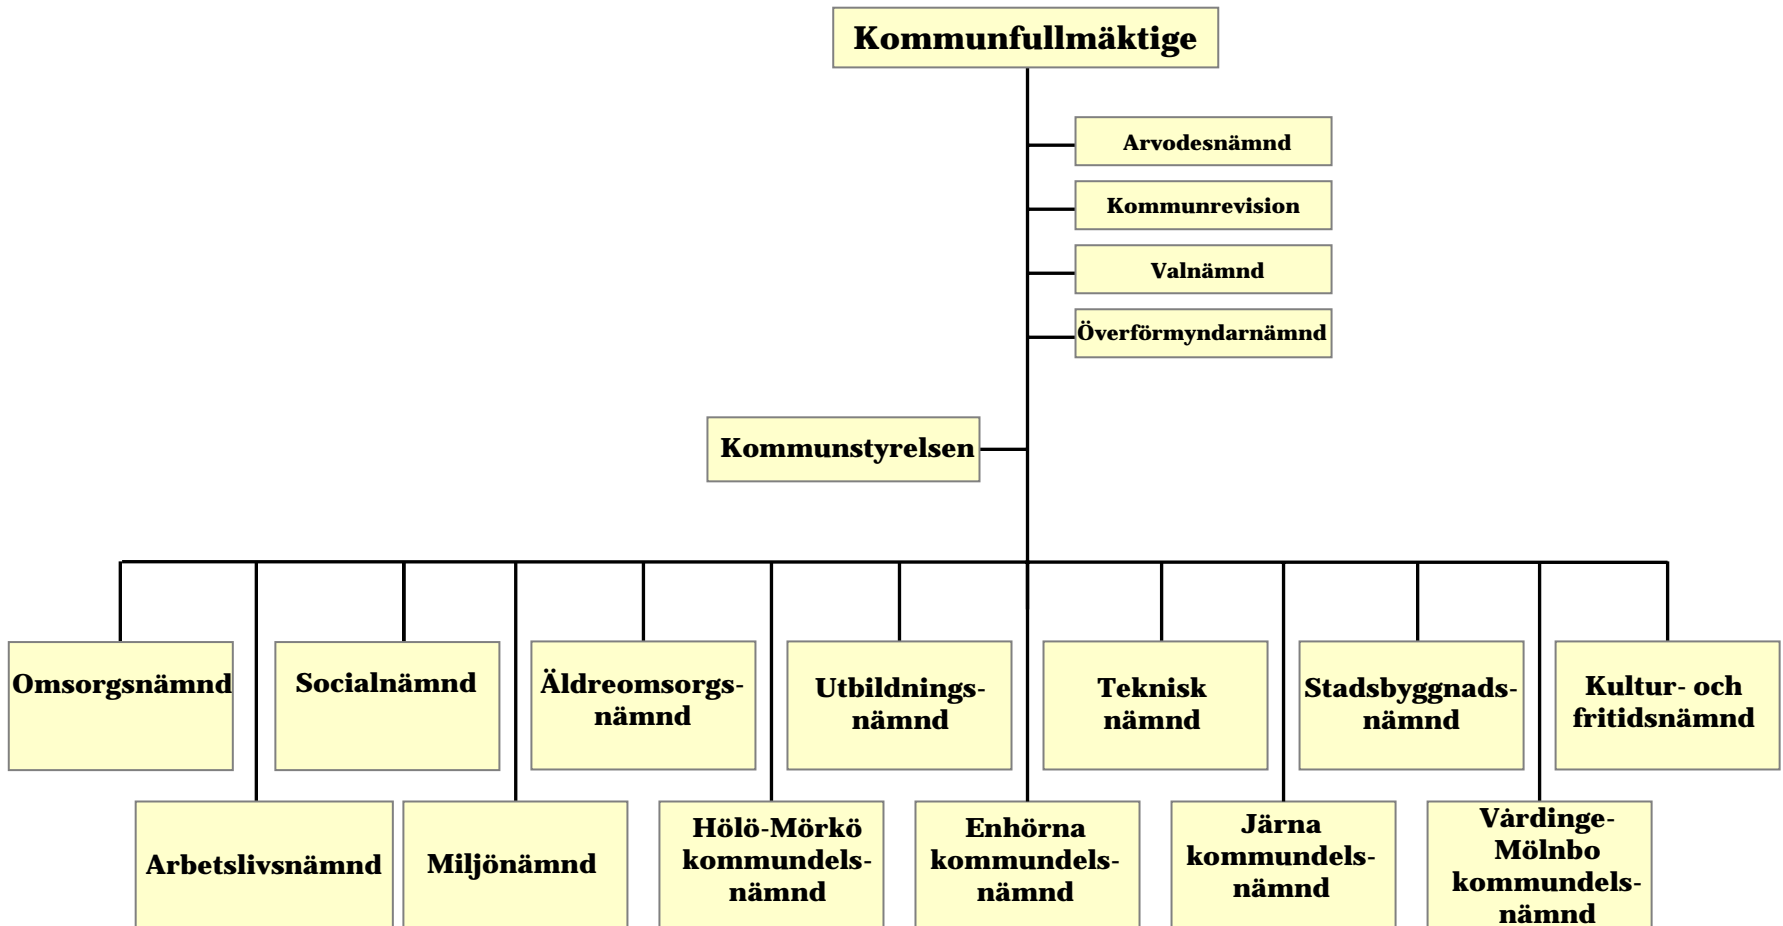 Kommunfullmäktige
Arvodesnämnd
Kommunrevision
Valnämnd
Överförmyndarnämnd
Kommunstyrelsen
Omsorgsnämnd
Socialnämnd
Äldreomsorgs-
nämnd
Utbildnings-
nämnd
Teknisk
nämnd
Stadsbyggnads-
nämnd
Kultur- och
fritidsnämnd
Arbetslivsnämnd
Miljönämnd
Hölö-Mörkö
kommundels-
nämnd
Enhörna
kommundels-
nämnd
Järna
kommundels-
nämnd
Vårdinge-
Mölnbo
kommundels-
nämnd